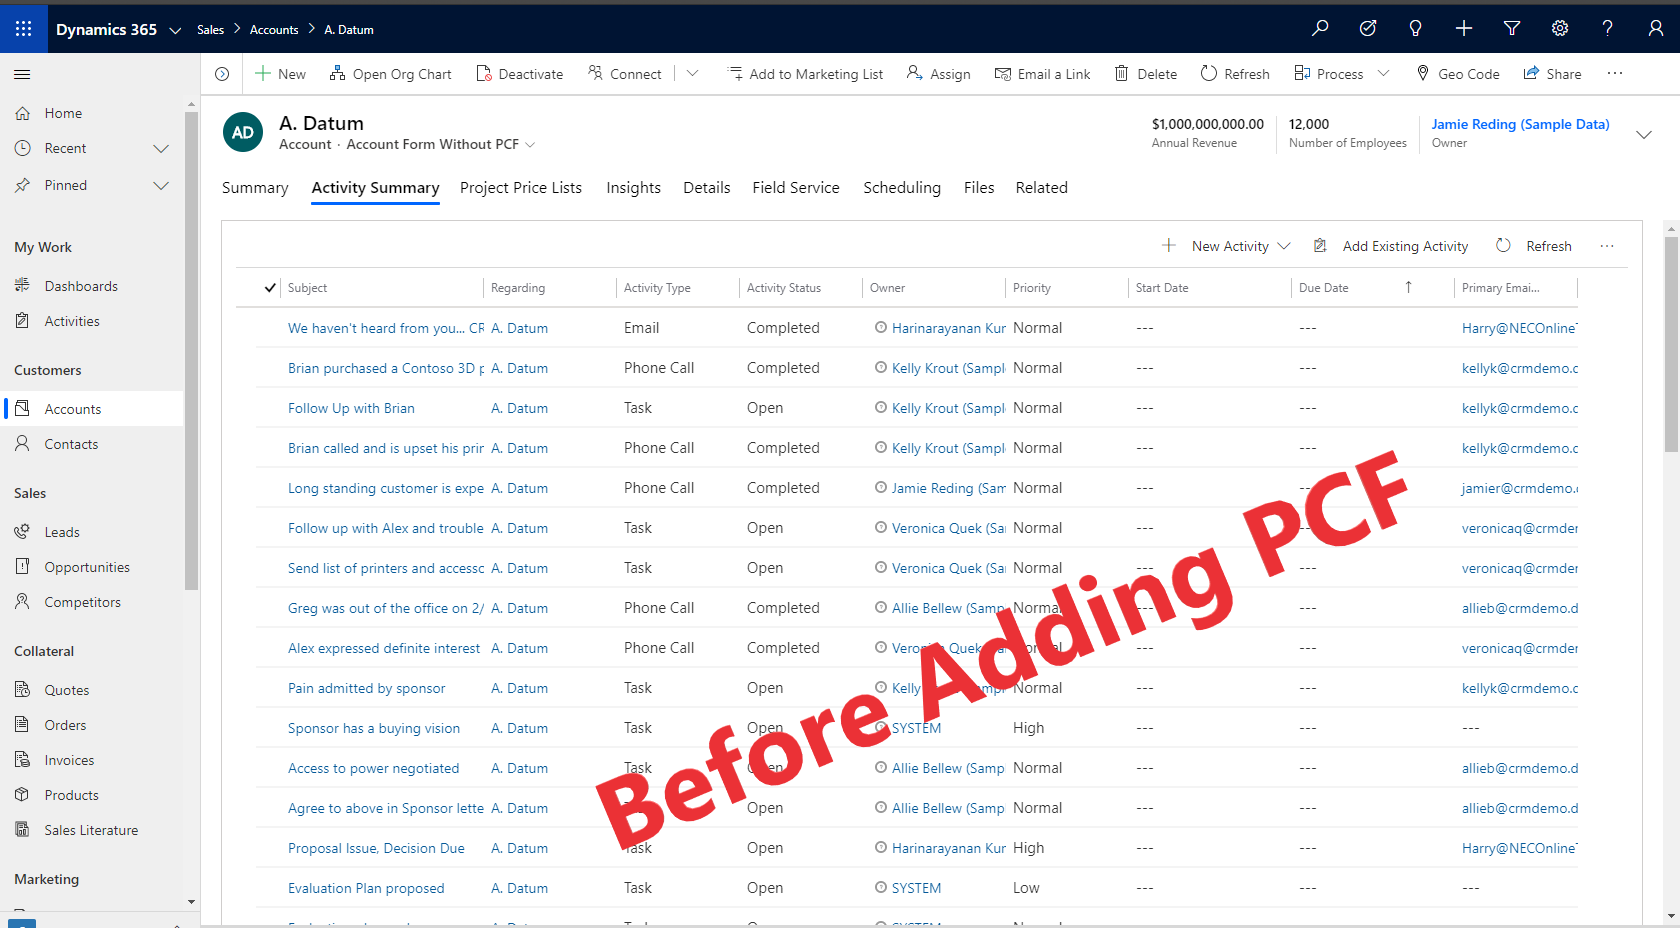 Dynamics 365 Sales > Accounts > A. Datum
New Open Org Chart Deactivate Connect Add to Marketing List Assign Email a Link Delete Refresh Process Geo Code Share ...
Home
Recent
Pinned
My Work
Dashboards
Activities
Customers
Accounts
Contacts
Sales
Leads
Opportunities
Competitors
Collateral
Quotes
Orders
Invoices
Products
Sales Literature
Marketing
AD
A. Datum
Account · Account Form Without PCF
$1,000,000,000.00
Annual Revenue
12,000
Number of Employees
Jamie Reding (Sample Data)
Owner
Summary Activity Summary Project Price Lists Insights Details Field Service Scheduling Files Related
New Activity Add Existing Activity Refresh ...
Subject Regarding Activity Type Activity Status Owner Priority Start Date Due Date ↑ Primary Emai...
We haven't heard from you... CR A. Datum Email Completed Harinarayanan Kur Normal --- --- Harry@NECOnline
Brian purchased a Contoso 3D p A. Datum Phone Call Completed Kelly Krout (Sampl Normal --- --- kellyk@crmdemo.c
Follow Up with Brian A. Datum Task Open Kelly Krout (Sampl Normal --- --- kellyk@crmdemo.c
Brian called and is upset his prin A. Datum Phone Call Completed Kelly Krout (Sampl Normal --- --- kellyk@crmdemo.c
Long standing customer is expe A. Datum Phone Call Completed Jamie Reding (Sam Normal --- --- jamier@crmdemo.
Follow up with Alex and trouble A. Datum Task Open Veronica Quek (Sa Normal --- --- veronicaq@crmder
Send list of printers and accessc A. Datum Task Open Veronica Quek (Sa Normal --- --- veronicaq@crmder
Greg was out of the office on 2/ A. Datum Phone Call Completed Allie Bellew (Samp Normal --- --- allieb@crmdemo.d
Alex expressed definite interest A. Datum Phone Call Completed Veronica Quek (Sa Normal --- --- veronicaq@crmder
Pain admitted by sponsor A. Datum Task Open Kelly Normal --- --- kellyk@crmdemo.c
Sponsor has a buying vision A. Datum Task Open SYSTEM High --- --- ---
Access to power negotiated A. Datum Task Open Allie Bellew (Samp Normal --- --- allieb@crmdemo.d
Agree to above in Sponsor lette A. Datum Task Open Allie Bellew (Samp Normal --- --- allieb@crmdemo.d
Proposal Issue, Decision Due A. Datum Task Open Harinarayanan Kur High --- --- Harry@NECOnline
Evaluation Plan proposed A. Datum Task Open SYSTEM Low --- --- ---
Before Adding PCF